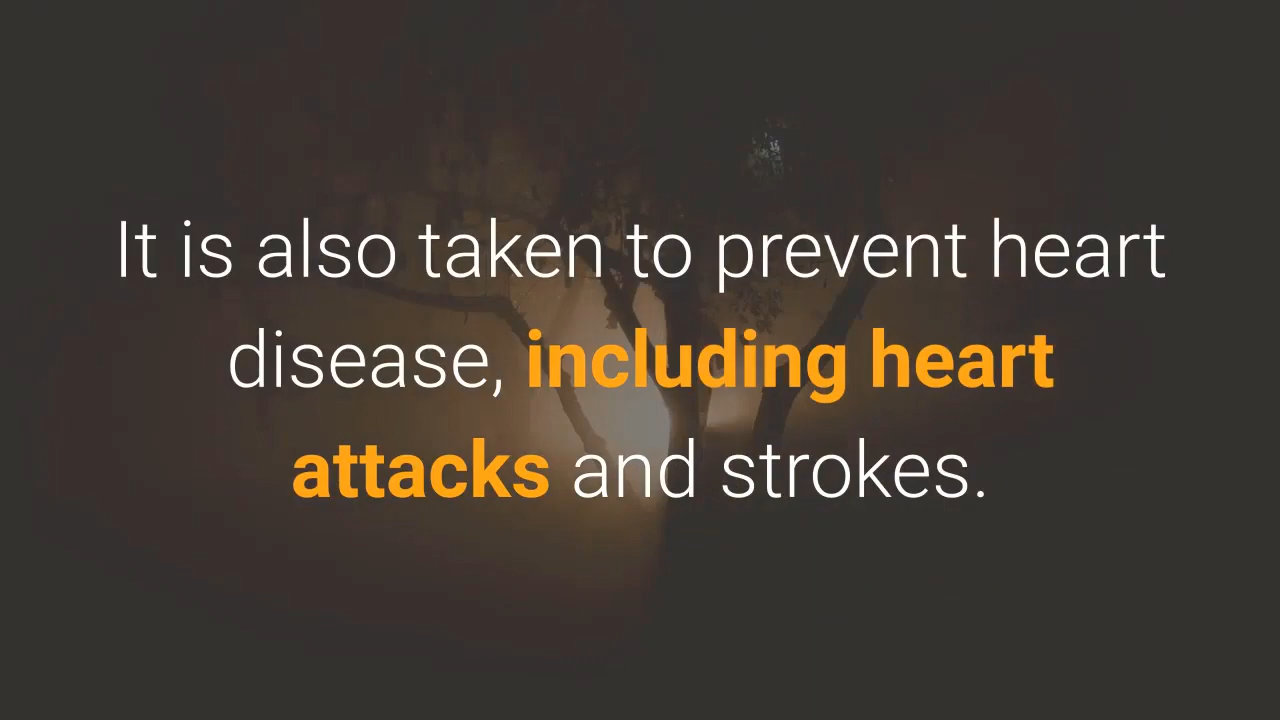 It is also taken to prevent heart
disease, including heart
attacks and strokes.